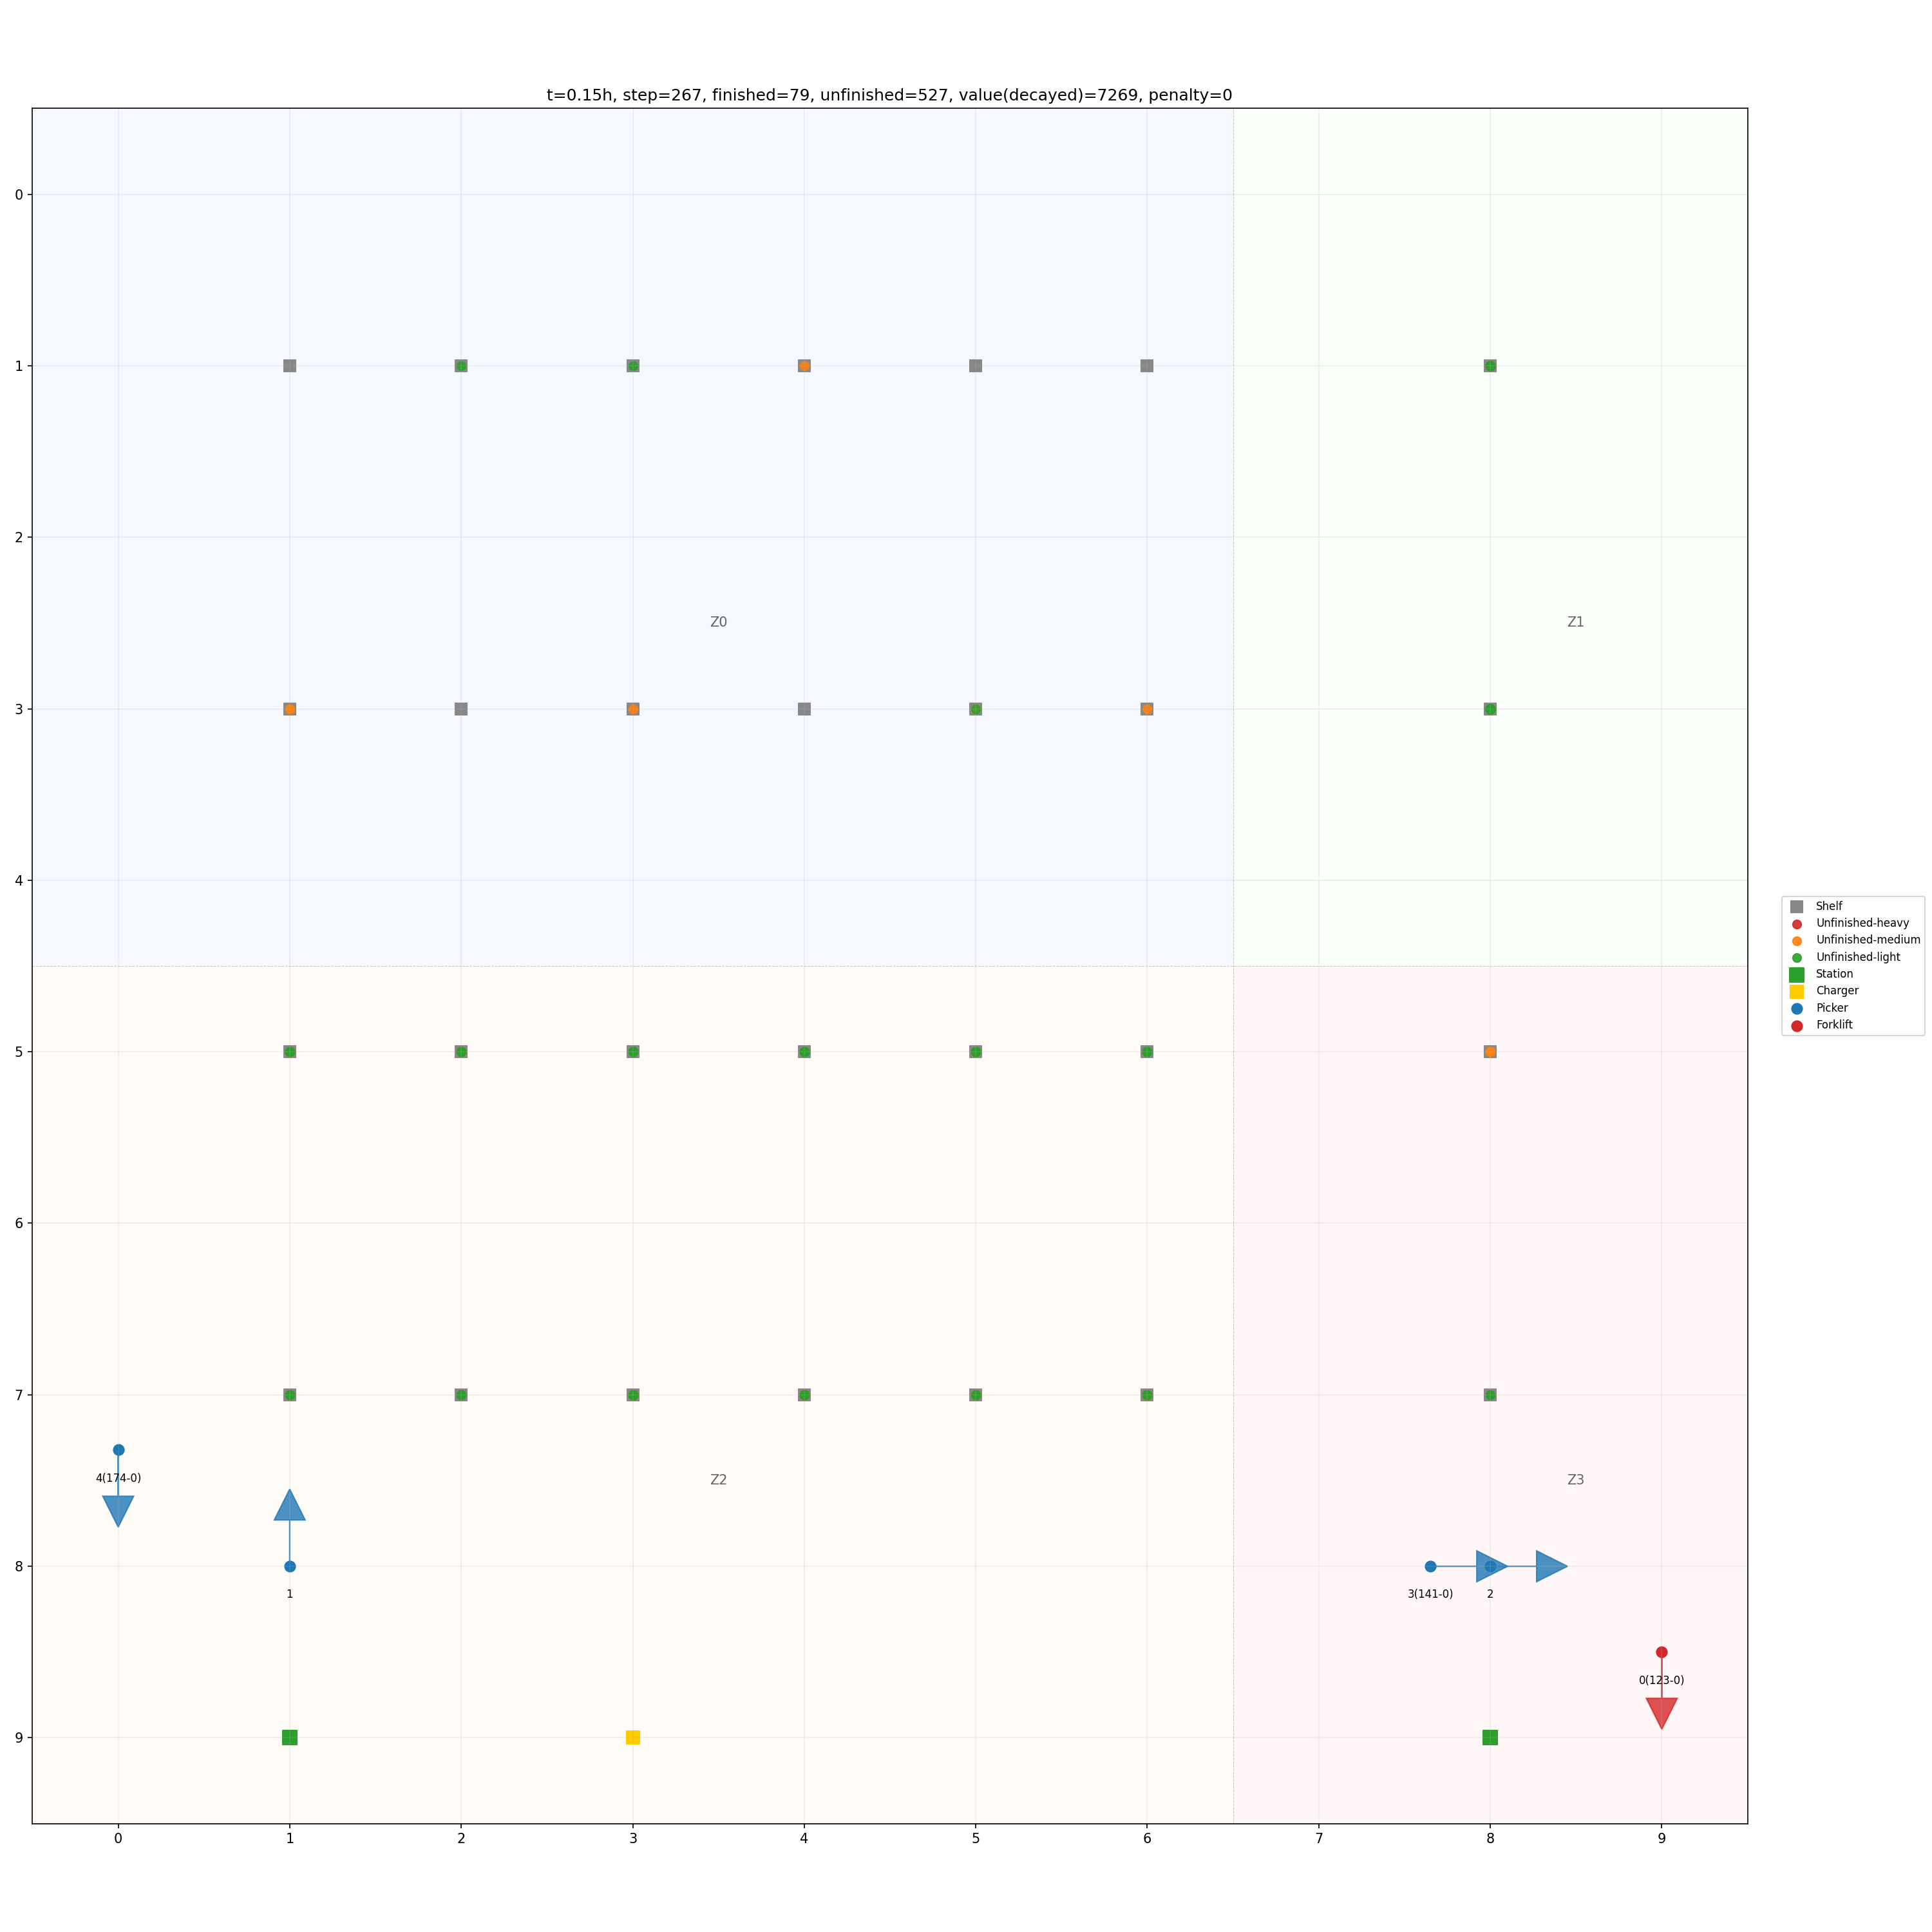 t=0.15h, step=267, finished=79, unfinished=527, value(decayed)=7269, penalty=0
0
1
2
Z0
Z1
3
4
Shelf
Unfinished-heavy
Unfinished-medium
Unfinished-light
Station
Charger
Picker
Forklift
5
6
7
4(174-0)
Z2
Z3
8
1
3(141-0)
2
0(123-0)
9
0
1
2
3
4
5
6
7
8
9